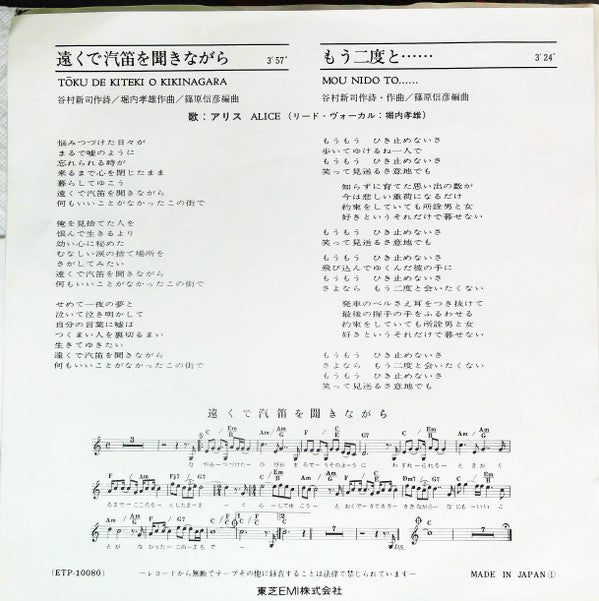 遠くで汽笛を聞きながら 3′57″
TŌKU DE KITEKI O KIKINAGARA
谷村新司作詩／堀内孝雄作曲／篠原信彦編曲
もう二度と…… 3′24″
MOU NIDO TO......
谷村新司作詩・作曲／篠原信彦編曲
歌：アリス ALICE（リード・ヴォーカル：堀内孝雄）
悩みつづけた日々が
まるで嘘のように
忘れられる時が
来るまで心を閉じたまま
暮らしてゆこう
遠くで汽笛を聞きながら
何もいいことがなかったこの街で
俺を見捨てた人を
恨んで生きるより
幼い心に秘めた
むなしい涙の捨て場所を
さがしてみたい
遠くで汽笛を聞きながら
何もいいことがなかったこの街で
せめて一夜の夢と
泣いて泣き明かして
自分の言葉に嘘は
つくまい人を裏切るまい
生きてゆきたい
遠くで汽笛を聞きながら
何もいいことがなかったこの街で
もうもう ひき止めないさ
歩いてゆけるね一人で
もうもう ひき止めないさ
笑って見送るさ意地でも
知らずに育てた思い出の数が
今は悲しい重荷になるだけ
約束をしていても所詮男と女
好きというそれだけで暮せない
もうもう ひき止めないさ
笑って見送るさ意地でも
もうもう ひき止めないさ
飛び込んでゆくんだ彼の手に
もうもう ひき止めないさ
さよなら もう二度と会いたくない
発車のベルさえ耳をつき抜けて
最後の握手の手をふるわせる
約束をしていても所詮男と女
好きというそれだけで暮せない
もうもう ひき止めないさ
さよなら もう二度と会いたくない
もうもう ひき止めないさ
笑って見送るさ意地でも
遠くで汽笛を聞きながら
(ETP-10080)
—レコードから無断でテープその他に録音することは法律で禁じられています—
MADE IN JAPAN
東芝EMI株式会社